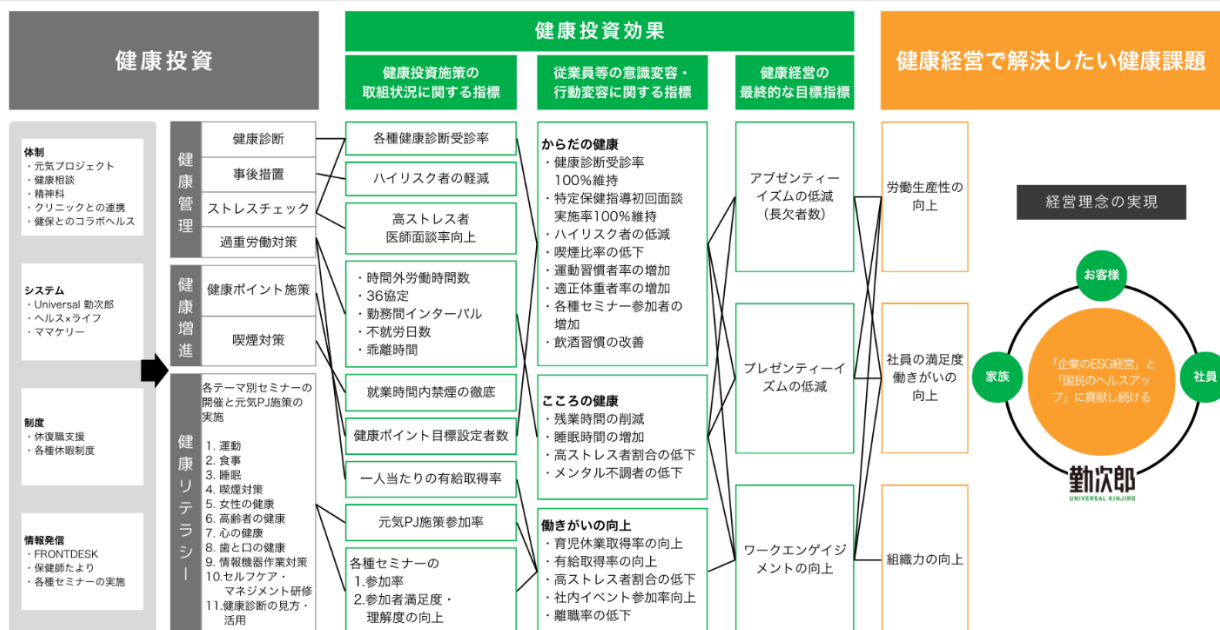 健康投資
健康投資効果
健康経営で解決したい健康課題
健康投資施策の
取組状況に関する指標
従業員等の意識変容・
行動変容に関する指標
健康経営の
最終的な目標指標
体制
・元気プロジェクト
・健康相談
・精神科
・クリニックとの連携
・健保とのコラボヘルス
システム
・Universal 勤次郎
・ヘルス×ライフ
・ママケリー
制度
・休復職支援
・各種休暇制度
情報発信
・FRONTDESK
・保健師たより
・各種セミナーの実施
健康管理
健康診断
事後措置
ストレスチェック
過重労働対策
健康増進
健康ポイント施策
喫煙対策
健康リテラシー
各テーマ別セミナーの
開催と元気PJ施策の
実施
1. 運動
2. 食事
3. 睡眠
4. 喫煙対策
5. 女性の健康
6. 高齢者の健康
7. 心の健康
8. 歯と口の健康
9. 情報機器作業対策
10.セルフケア・
マネジメント研修
11.健康診断の見方・
活用
各種健康診断受診率
ハイリスク者の軽減
高ストレス者
医師面談率向上
・時間外労働時間数
・36協定
・勤務間インターバル
・不就労日数
・乖離時間
就業時間内禁煙の徹底
健康ポイント目標設定者数
一人当たりの有給取得率
元気PJ施策参加率
各種セミナーの
1.参加率
2.参加者満足度・
理解度の向上
からだの健康
・健康診断受診率
100%維持
・特定保健指導初回面談
実施率100%維持
・ハイリスク者の低減
・喫煙比率の低下
・運動習慣者率の増加
・適正体重者率の増加
・各種セミナー参加者の
増加
・飲酒習慣の改善
こころの健康
・残業時間の削減
・睡眠時間の増加
・高ストレス者割合の低下
・メンタル不調者の低下
働きがいの向上
・育児休業取得率の向上
・有給取得率の向上
・高ストレス者割合の低下
・社内イベント参加率向上
・離職率の低下
アブゼンティー
イズムの低減
(長欠者数)
プレゼンティーイ
ズムの低減
ワークエンゲイジ
メントの向上
労働生産性の
向上
社員の満足度
働きがいの
向上
組織力の向上
経営理念の実現
お客様
家族
社員
「企業のESG経営」と
「国民のヘルスアッ
プ」に貢献し続ける
勤次郎
UNIVERSAL KINJIRO